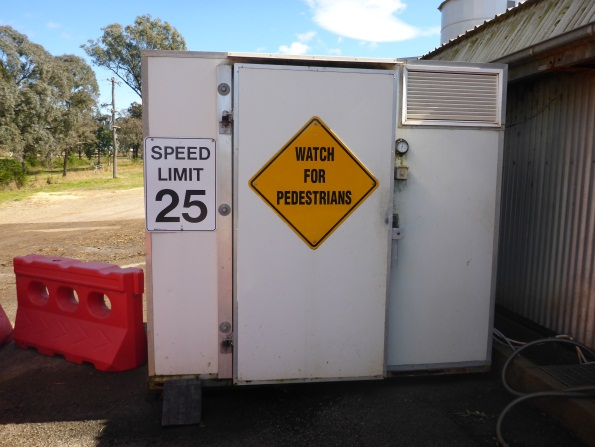 SPEED
LIMIT
25
WATCH
FOR
PEDESTRIANS